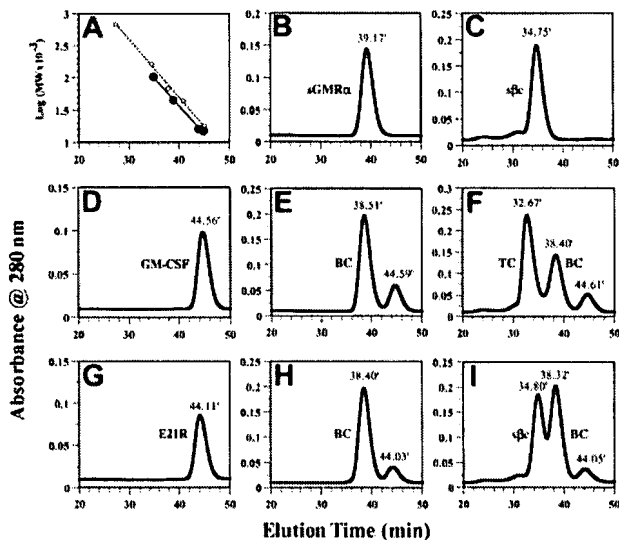 A
B
C
Log (MWx10⁻³)
3
2.5
2
1.5
1
20 30 40 50
39.17'
sGMRα
0.2
0.15
0.1
0.05
0
20 30 40 50
34.75'
sβc
0.25
0.2
0.15
0.1
0.05
0
20 30 40 50
D
E
F
44.56'
GM-CSF
0.15
0.1
0.05
0
20 30 40 50
38.51'
BC
44.59'
0.25
0.2
0.15
0.1
0.05
0
20 30 40 50
32.67'
38.40'
TC
BC
44.61'
0.3
0.25
0.2
0.15
0.1
0.05
0
20 30 40 50
G
H
I
44.11'
E21R
0.15
0.1
0.05
0
20 30 40 50
38.40'
BC
44.03'
0.25
0.2
0.15
0.1
0.05
0
20 30 40 50
38.32'
34.80'
sβc
BC
44.05'
0.25
0.2
0.15
0.1
0.05
0
20 30 40 50
Absorbance @ 280 nm
Elution Time (min)